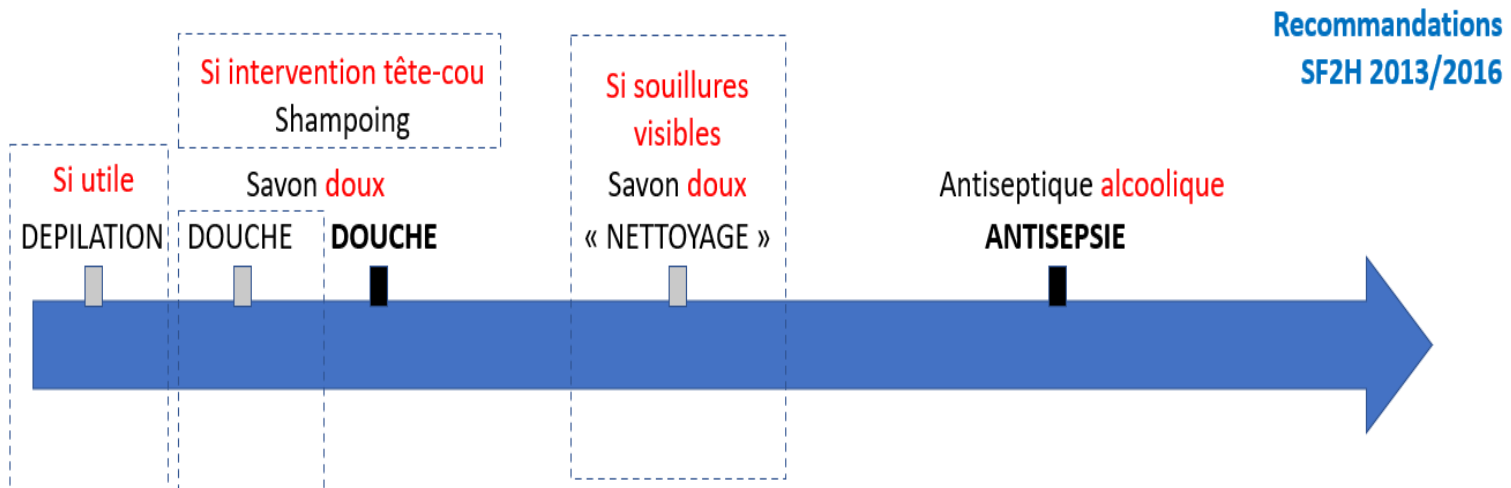 Recommandations
SF2H 2013/2016
Si intervention tête-cou
Shampoing
Si souillures
visibles
Si utile
Savon doux
Savon doux
Antiseptique alcoolique
DEPILATION
DOUCHE
DOUCHE
« NETTOYAGE »
ANTISEPSIE